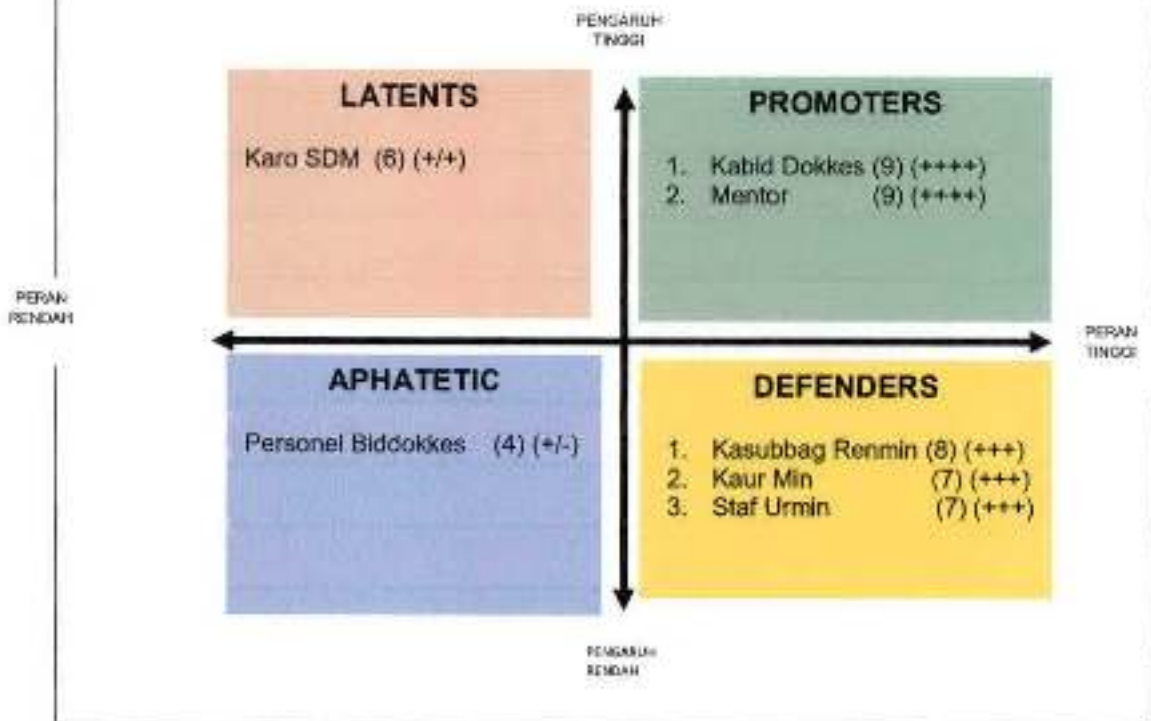 PENGARUH
TINGGI
LATENTS
Karo SDM (6) (+/+)
PROMOTERS
1. Kabid Dokkes (9) (++++)
2. Mentor (9) (++++)
PERAN
RENDAH
PERAN
TINGGI
APHATETIC
Personel Biddokkes (4) (+/-)
DEFENDERS
1. Kasubbag Renmin (8) (+++)
2. Kaur Min (7) (+++)
3. Staf Urmin (7) (+++)
PENGARUH
RENDAH